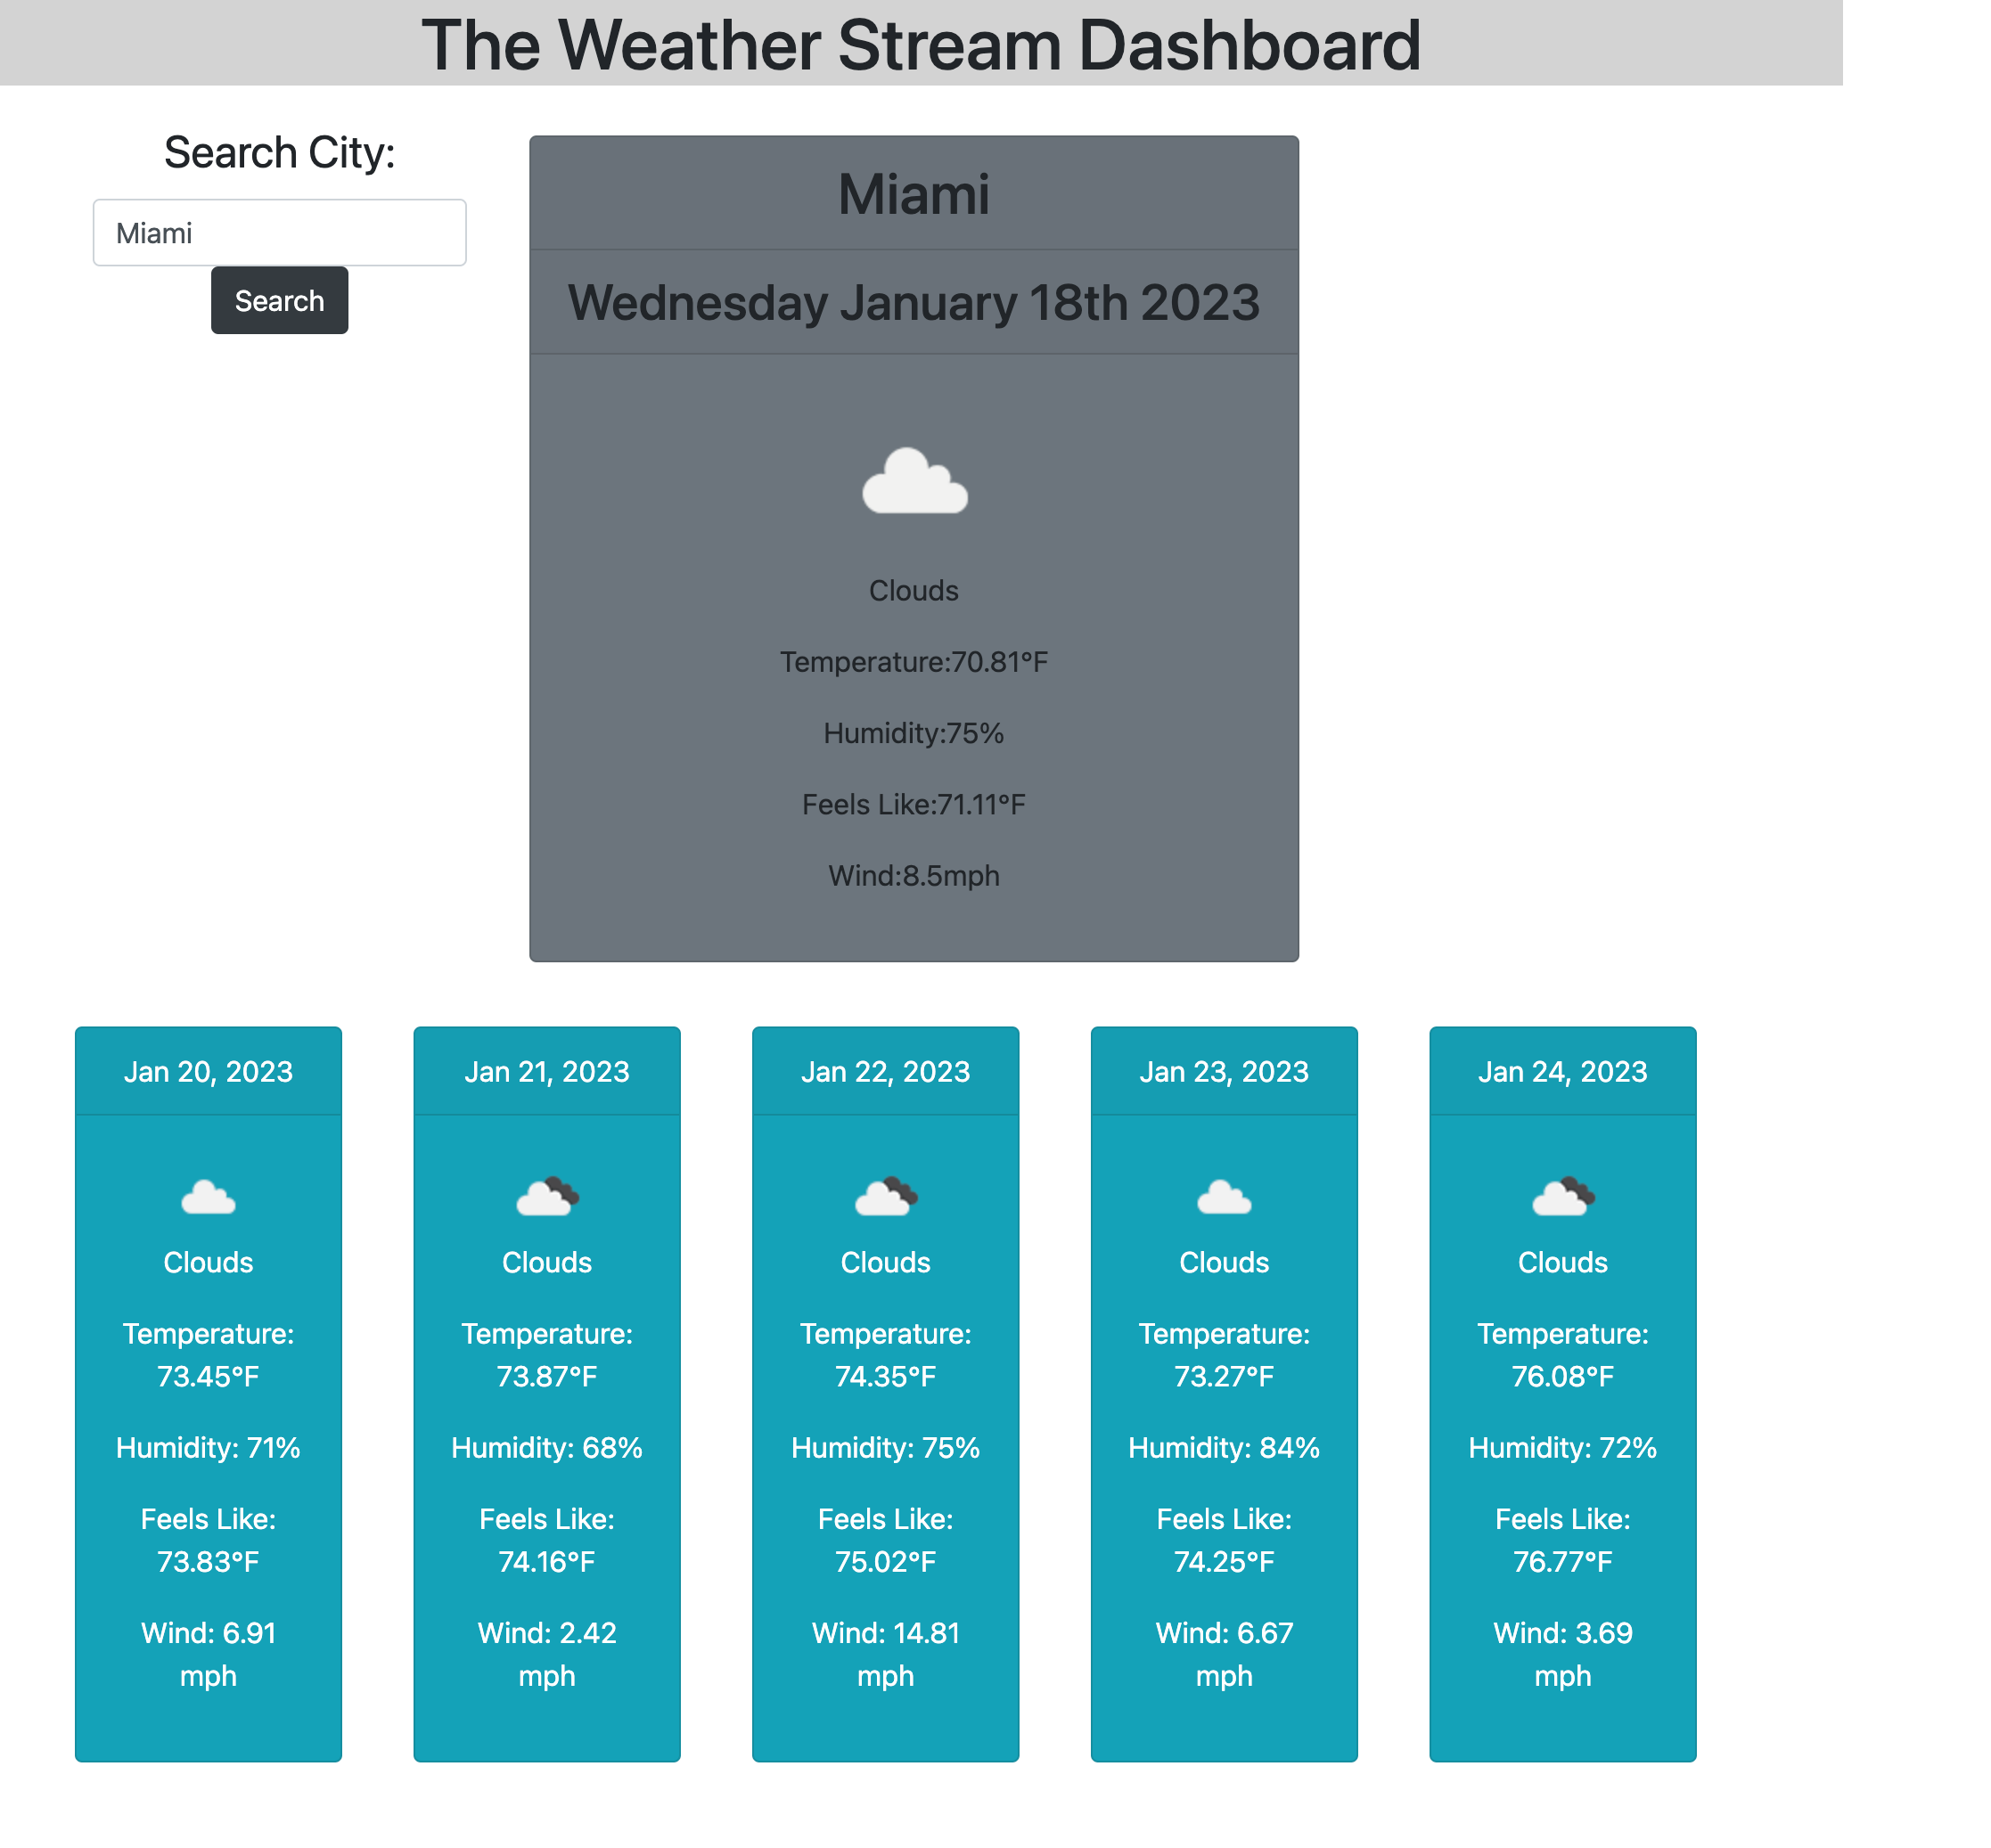 The Weather Stream Dashboard
Search City:
Miami
Search
Miami
Wednesday January 18th 2023
Clouds
Temperature:70.81°F
Humidity:75%
Feels Like:71.11°F
Wind:8.5mph
Jan 20, 2023
Clouds
Temperature:
73.45°F
Humidity: 71%
Feels Like:
73.83°F
Wind: 6.91
mph
Jan 21, 2023
Clouds
Temperature:
73.87°F
Humidity: 68%
Feels Like:
74.16°F
Wind: 2.42
mph
Jan 22, 2023
Clouds
Temperature:
74.35°F
Humidity: 75%
Feels Like:
75.02°F
Wind: 14.81
mph
Jan 23, 2023
Clouds
Temperature:
73.27°F
Humidity: 84%
Feels Like:
74.25°F
Wind: 6.67
mph
Jan 24, 2023
Clouds
Temperature:
76.08°F
Humidity: 72%
Feels Like:
76.77°F
Wind: 3.69
mph